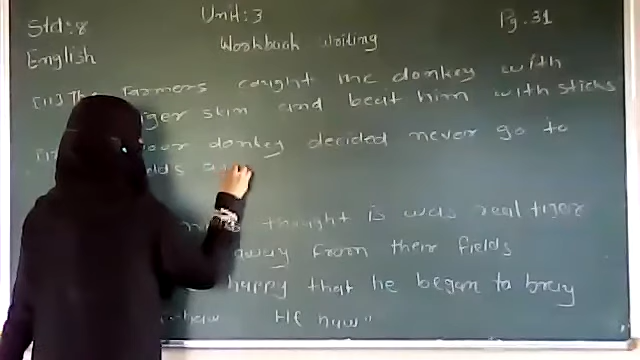 Std:8 Unit:3 Pg.31
English Workbook writing
[11] The farmers caught the donkey with
tiger skin and beat him with sticks
poor donkey decided never go to
thought is was real tiger
away from their fields
happy that he began to bray
haw He haw"